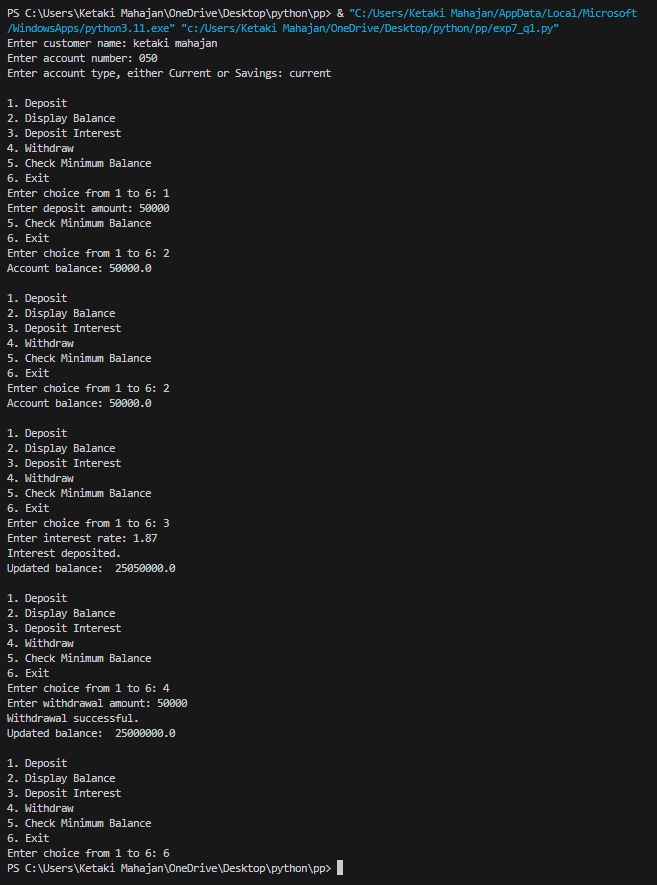 PS C:\Users\Ketaki Mahajan\OneDrive\Desktop\python\pp> & "C:/Users/Ketaki Mahajan/AppData/Local/Microsoft
/WindowsApps/python3.11.exe" "c:/Users/Ketaki Mahajan/OneDrive/Desktop/python/pp/exp7_q1.py"
Enter customer name: ketaki mahajan
Enter account number: 050
Enter account type, either Current or Savings: current

1. Deposit
2. Display Balance
3. Deposit Interest
4. Withdraw
5. Check Minimum Balance
6. Exit
Enter choice from 1 to 6: 1
Enter deposit amount: 50000
5. Check Minimum Balance
6. Exit
Enter choice from 1 to 6: 2
Account balance: 50000.0

1. Deposit
2. Display Balance
3. Deposit Interest
4. Withdraw
5. Check Minimum Balance
6. Exit
Enter choice from 1 to 6: 2
Account balance: 50000.0

1. Deposit
2. Display Balance
3. Deposit Interest
4. Withdraw
5. Check Minimum Balance
6. Exit
Enter choice from 1 to 6: 3
Enter interest rate: 1.87
Interest deposited.
Updated balance:  25050000.0

1. Deposit
2. Display Balance
3. Deposit Interest
4. Withdraw
5. Check Minimum Balance
6. Exit
Enter choice from 1 to 6: 4
Enter withdrawal amount: 50000
Withdrawal successful.
Updated balance:  25000000.0

1. Deposit
2. Display Balance
3. Deposit Interest
4. Withdraw
5. Check Minimum Balance
6. Exit
Enter choice from 1 to 6: 6
PS C:\Users\Ketaki Mahajan\OneDrive\Desktop\python\pp>